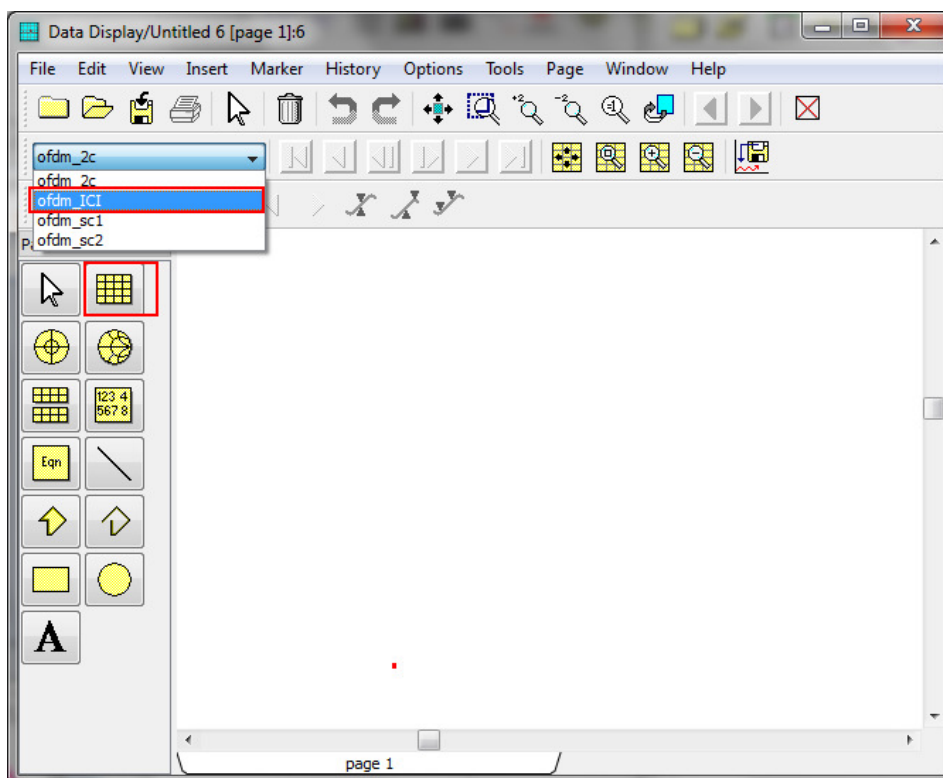 Data Display/Untitled 6 [page 1]:6
File Edit View Insert Marker History Options Tools Page Window Help
ofdm_2c
ofdm_2c
ofdm_ICI
ofdm_sc1
ofdm_sc2
123 4
567 8
Eqn
A
page 1